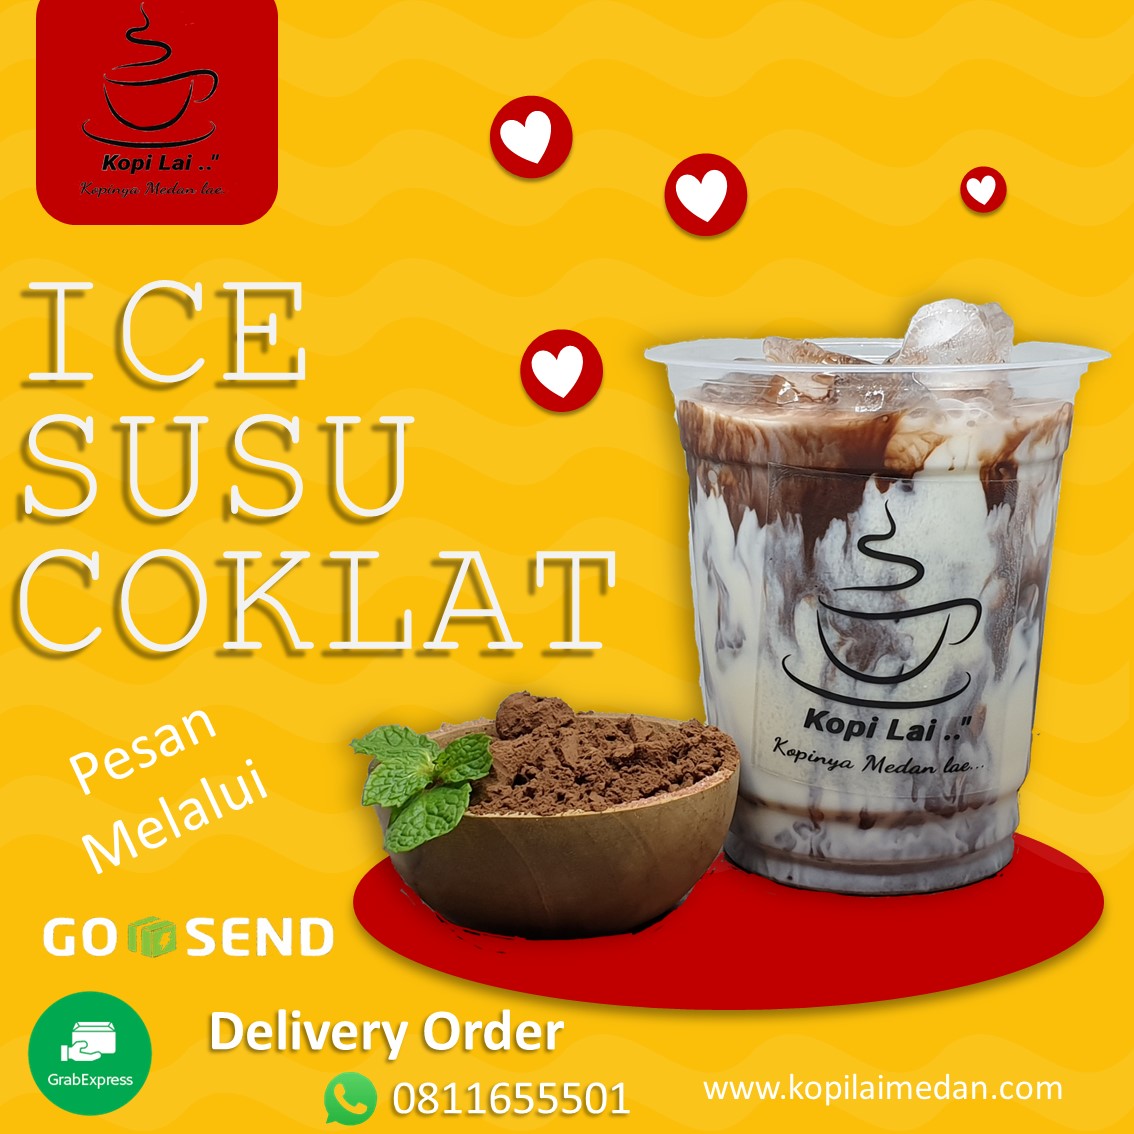 Kopi Lai .."
Kopinya Medan lae...
ICE
SUSU
COKLAT
Kopi Lai .."
Kopinya Medan lae...
Pesan
Melalui
GO SEND
GrabExpress
Delivery Order
0811655501
www.kopilaimedan.com